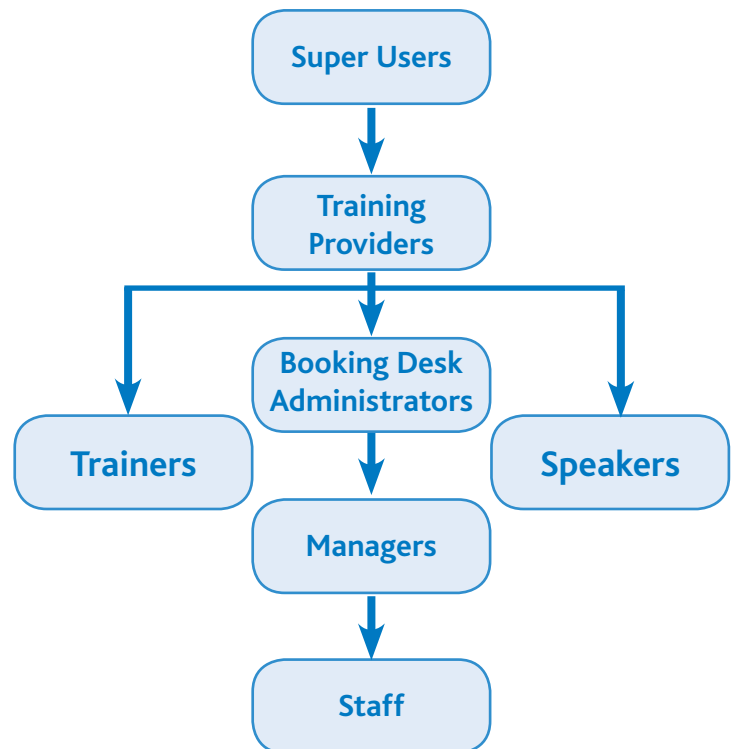 Super Users
Training
Providers
Booking Desk
Administrators
Trainers
Speakers
Managers
Staff